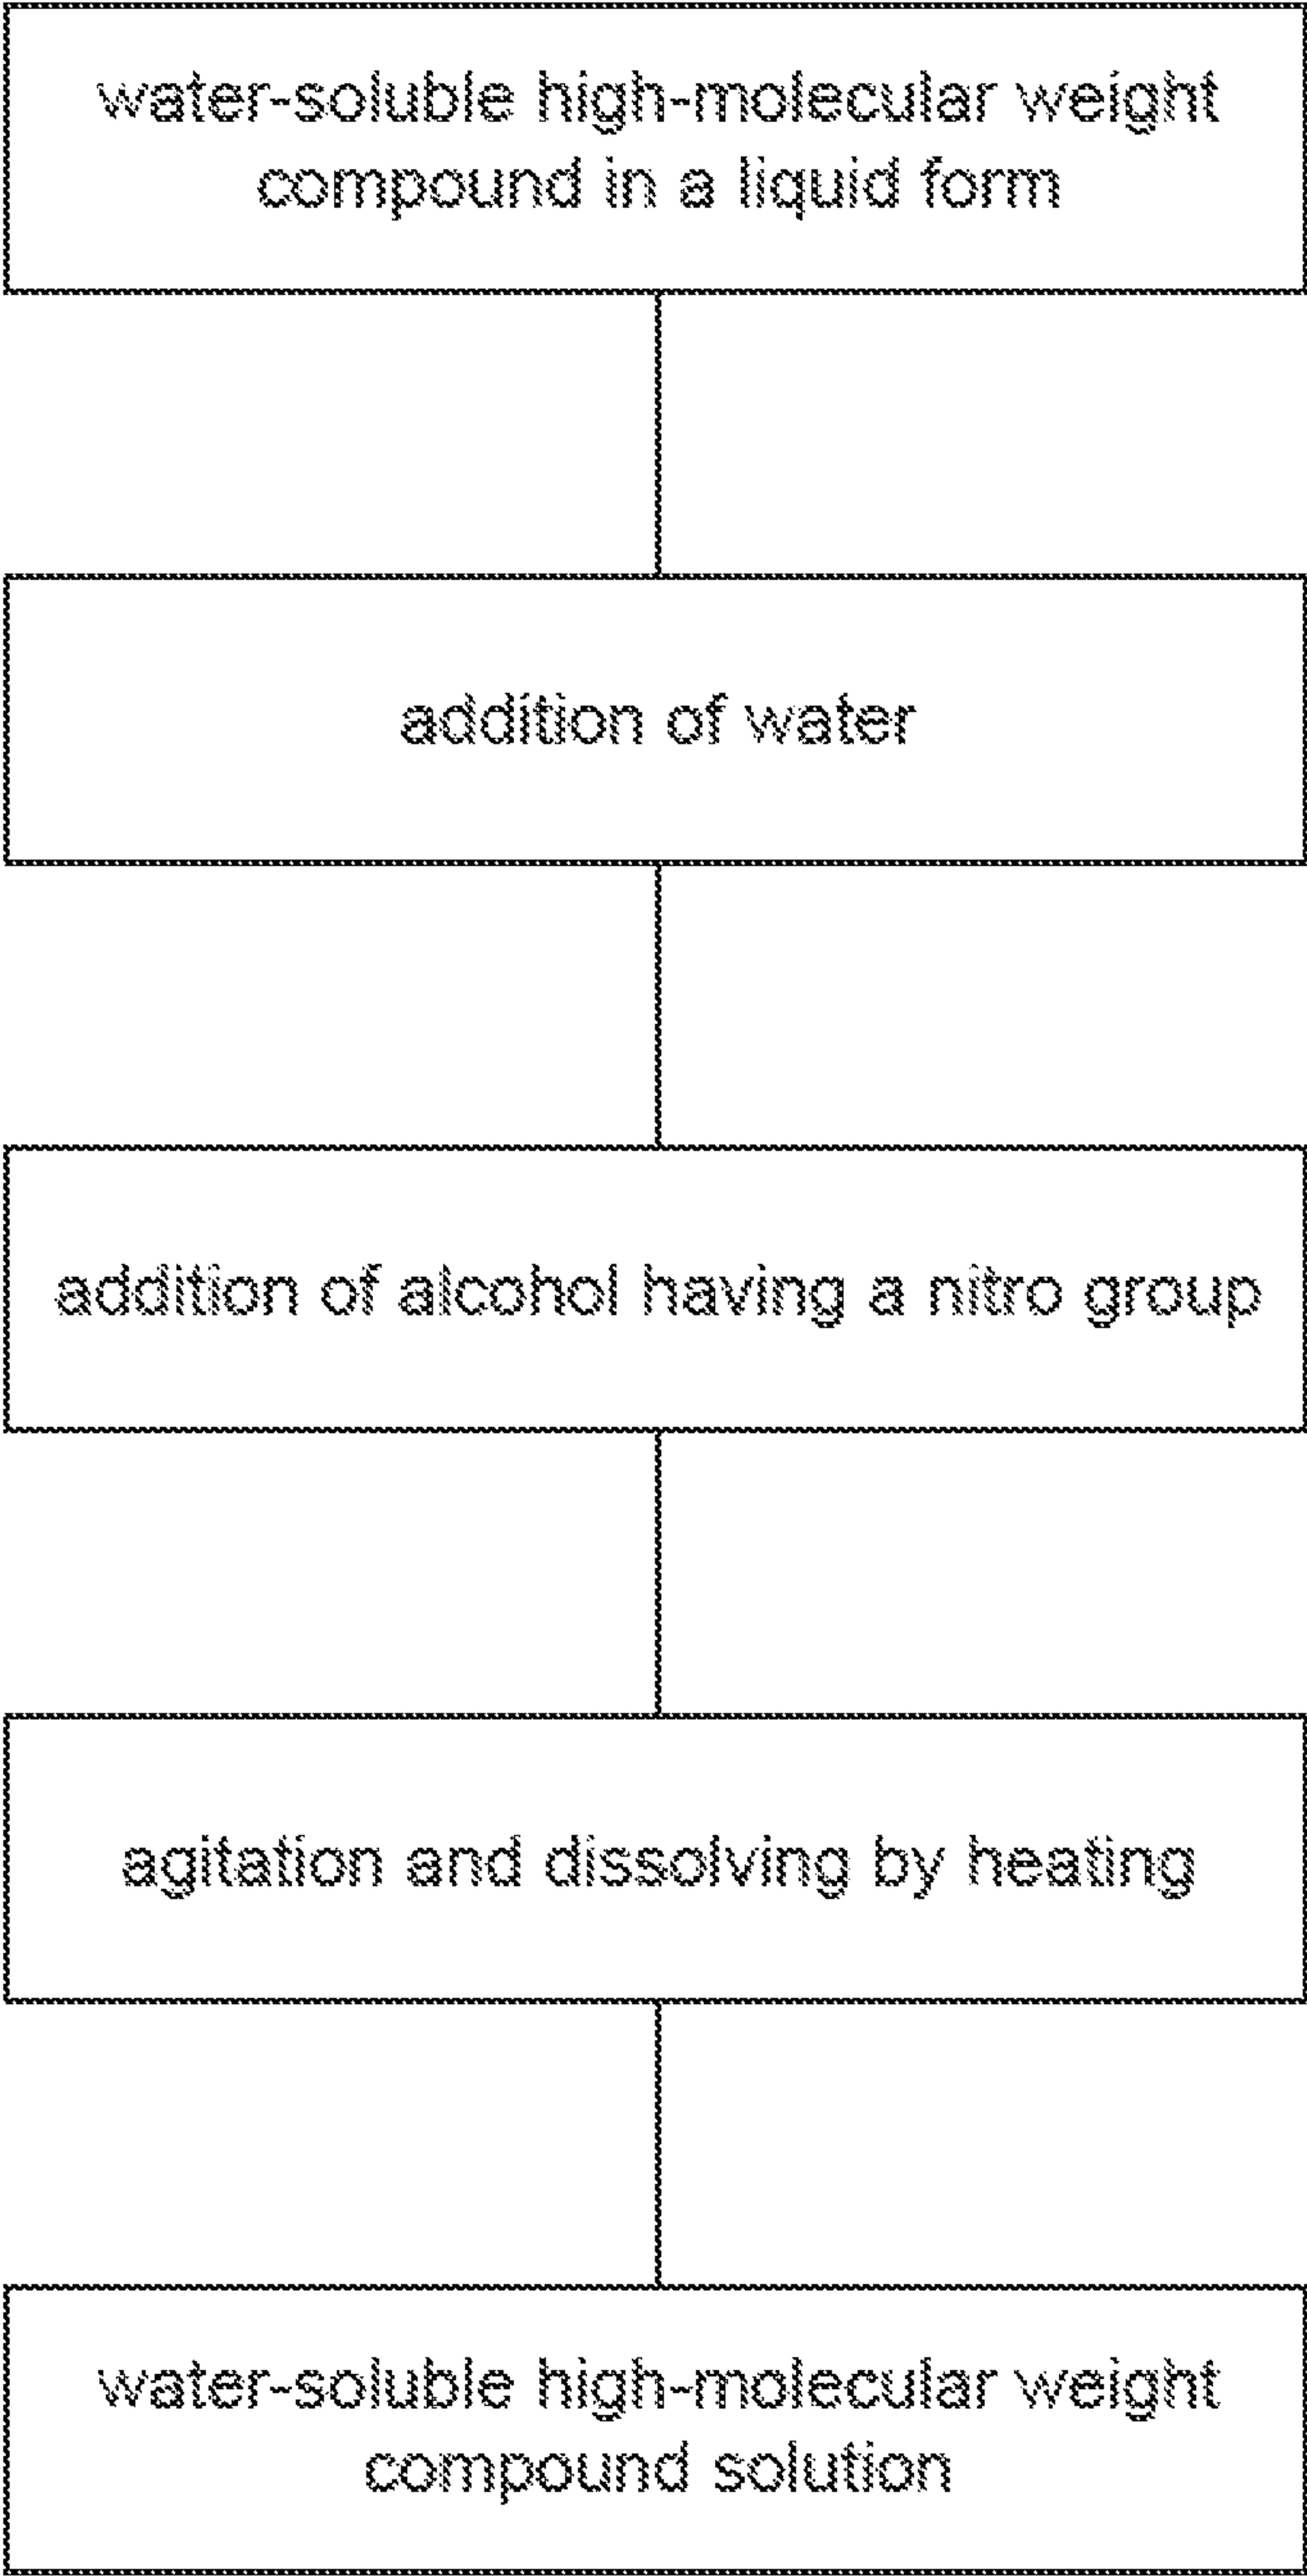 water-soluble high-molecular weight
compound in a liquid form
addition of water
addition of alcohol having a nitro group
agitation and dissolving by heating
water-soluble high-molecular weight
compound solution